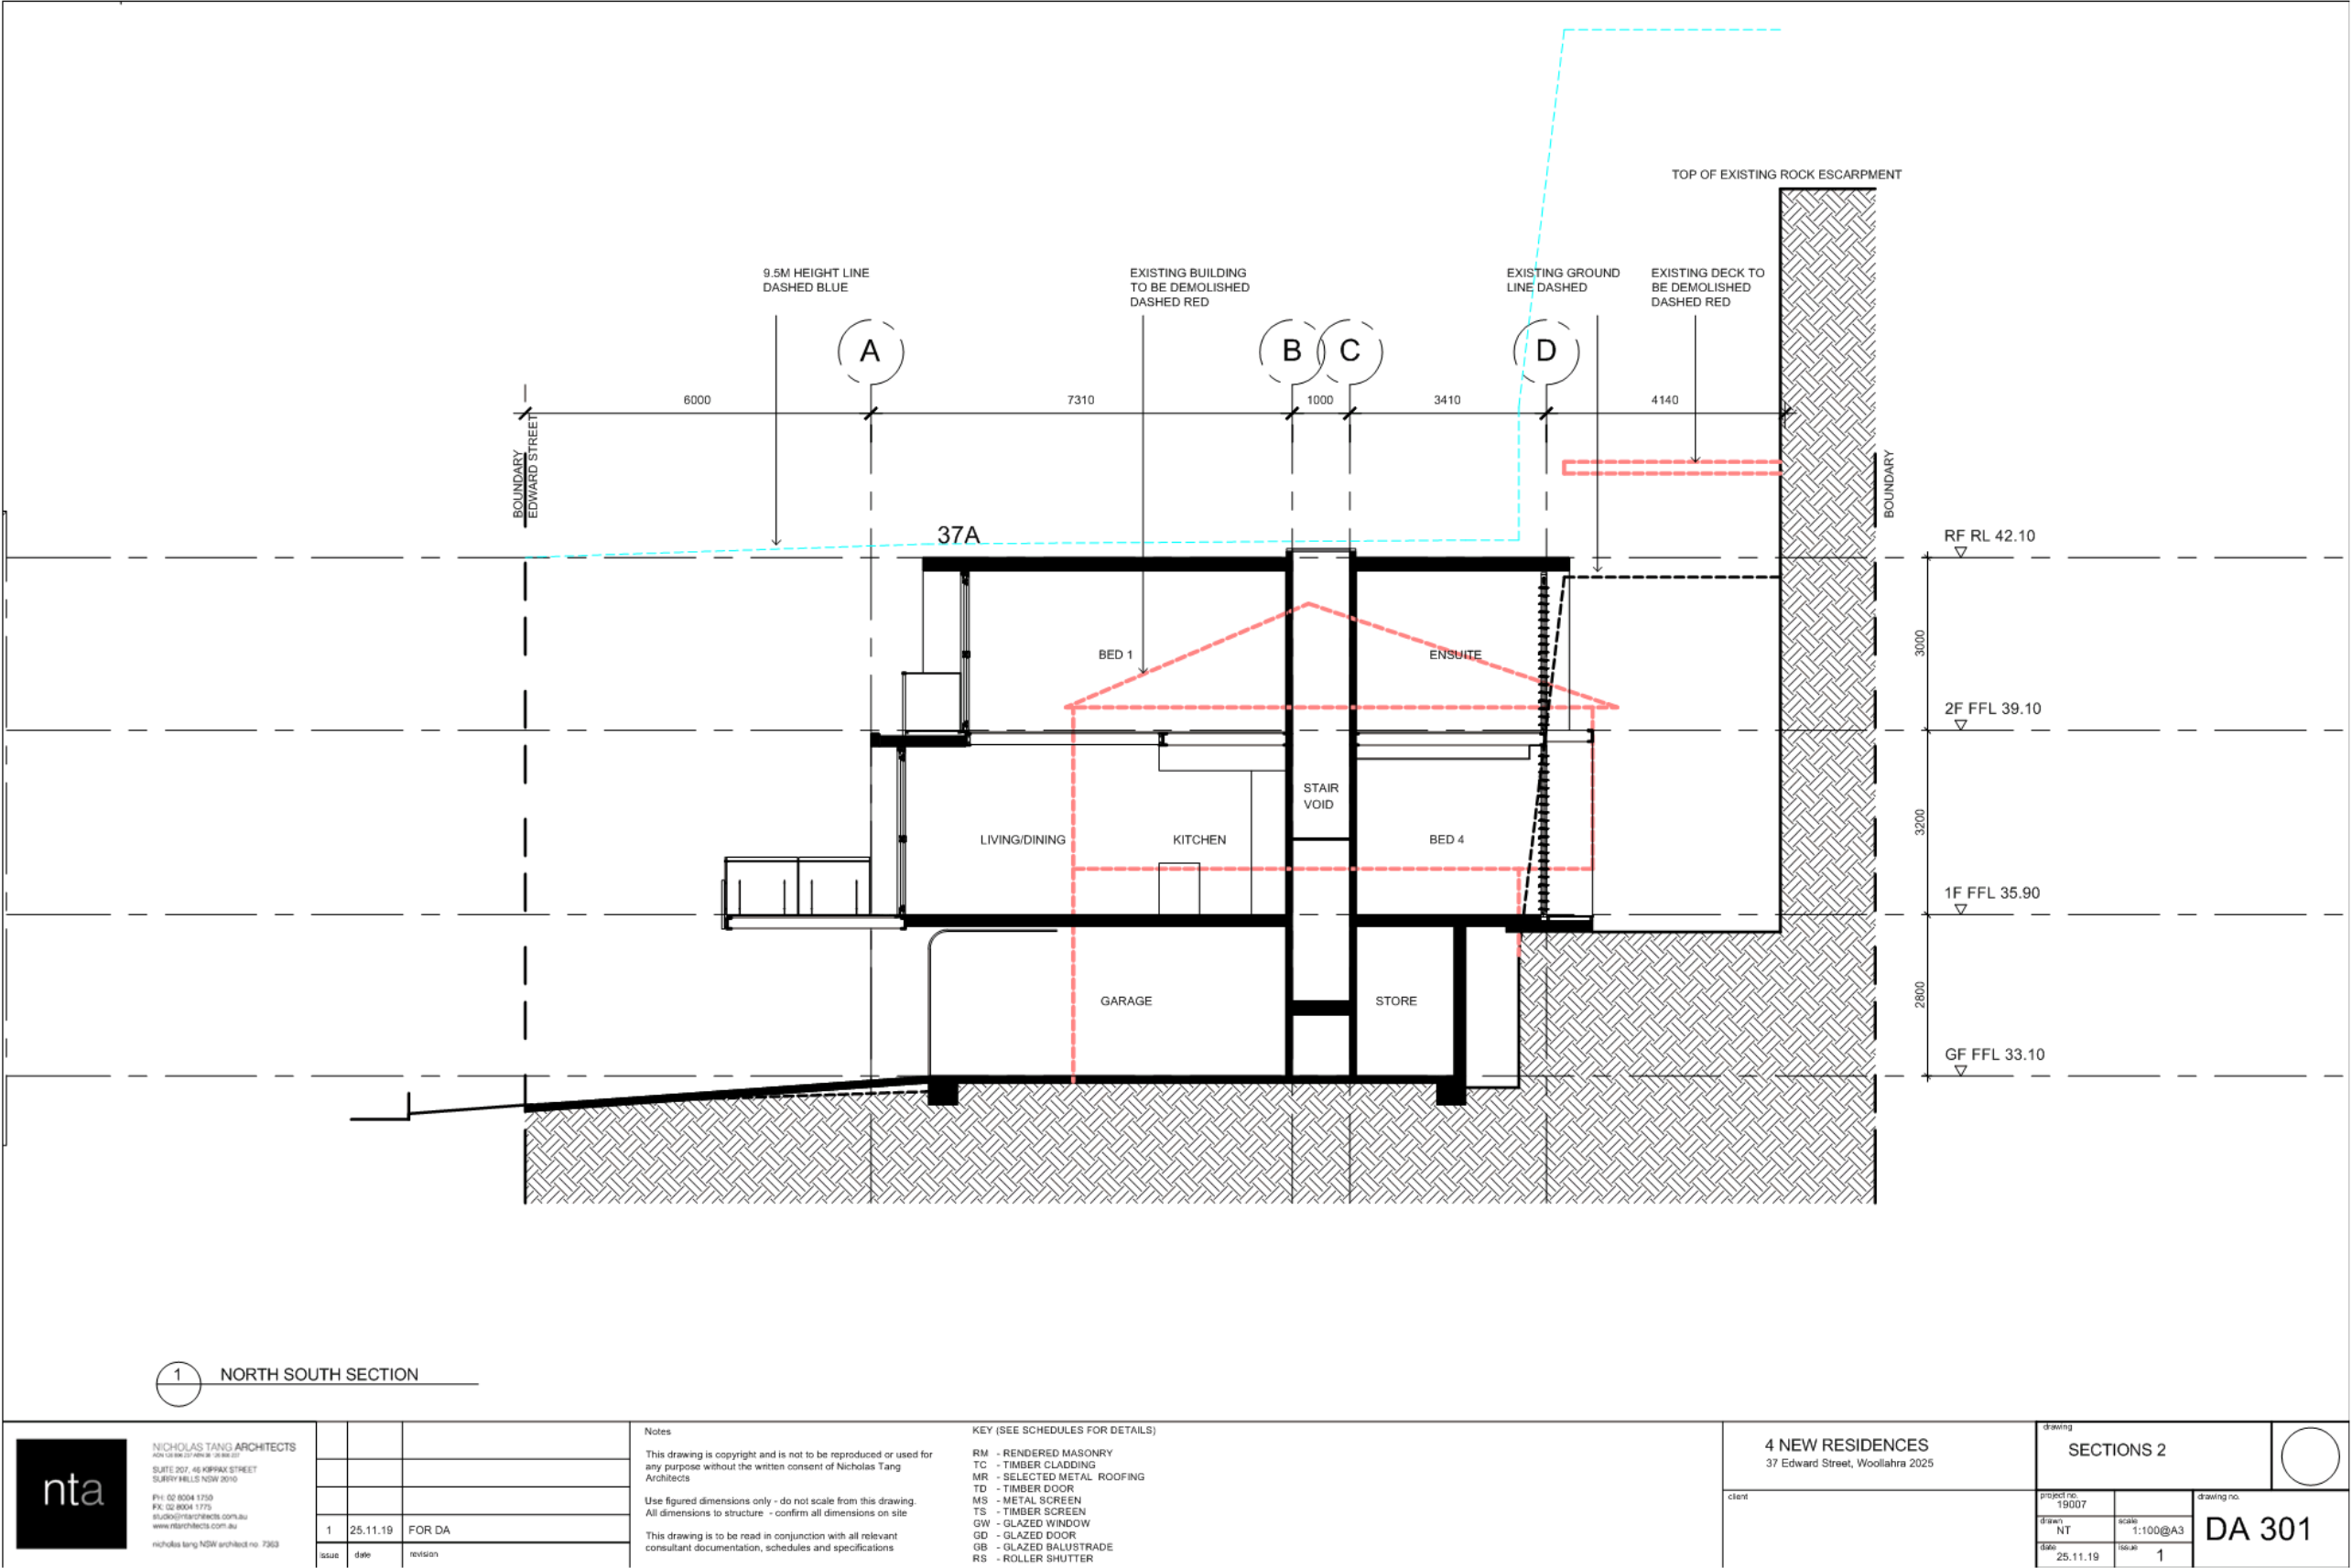 TOP OF EXISTING ROCK ESCARPMENT
9.5M HEIGHT LINE
DASHED BLUE
EXISTING BUILDING
TO BE DEMOLISHED
DASHED RED
EXISTING GROUND
LINE DASHED
EXISTING DECK TO
BE DEMOLISHED
DASHED RED
A
B
C
D
6000
7310
1000
3410
4140
BOUNDARY
EDWARD STREET
BOUNDARY
37A
RF RL 42.10
3000
BED 1
ENSUITE
2F FFL 39.10
STAIR
VOID
3200
LIVING/DINING
KITCHEN
BED 4
1F FFL 35.90
GARAGE
STORE
2800
GF FFL 33.10
1
NORTH SOUTH SECTION
nta
NICHOLAS TANG ARCHITECTS
SUITE 207, 46 KIPPAX STREET
SURRY HILLS NSW 2010
PH: 02 8004 1750
FX: 02 8004 1775
studio@ntarchitects.com.au
www.ntarchitects.com.au
nicholas tang NSW architect no: 7363
1 25.11.19 FOR DA
issue date revision
Notes
This drawing is copyright and is not to be reproduced or used for
any purpose without the written consent of Nicholas Tang
Architects
Use figured dimensions only - do not scale from this drawing.
All dimensions to structure - confirm all dimensions on site
This drawing is to be read in conjunction with all relevant
consultant documentation, schedules and specifications
KEY (SEE SCHEDULES FOR DETAILS)
RM - RENDERED MASONRY
TC - TIMBER CLADDING
MR - SELECTED METAL ROOFING
TD - TIMBER DOOR
MS - METAL SCREEN
TS - TIMBER SCREEN
GW - GLAZED WINDOW
GD - GLAZED DOOR
GB - GLAZED BALUSTRADE
RS - ROLLER SHUTTER
4 NEW RESIDENCES
37 Edward Street, Woollahra 2025
client
drawing
SECTIONS 2
project no.
19007
drawn
NT
scale
1:100@A3
date
25.11.19
issue
1
drawing no.
DA 301